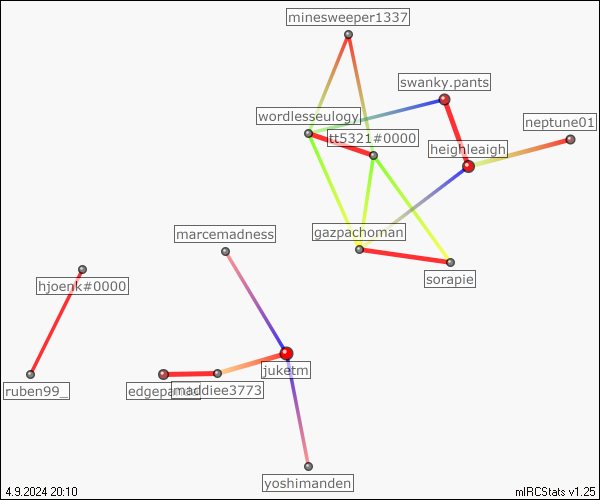 minesweeper1337
swanky.pants
wordlesseulogy
neptune01
tt5321#0000
heighleaigh
gazpachoman
marcemadness
sorapie
hjoenk#0000
juketm
ruben99_
edgepanda
maddiee3773
yoshimanden
4.9.2024 20:10
mIRCStats v1.25